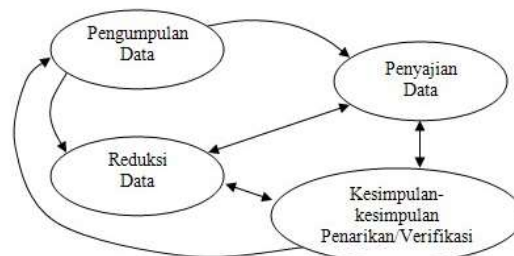 Pengumpulan
Data
Penyajian
Data
Reduksi
Data
Kesimpulan-
kesimpulan
Penarikan/Verifikasi